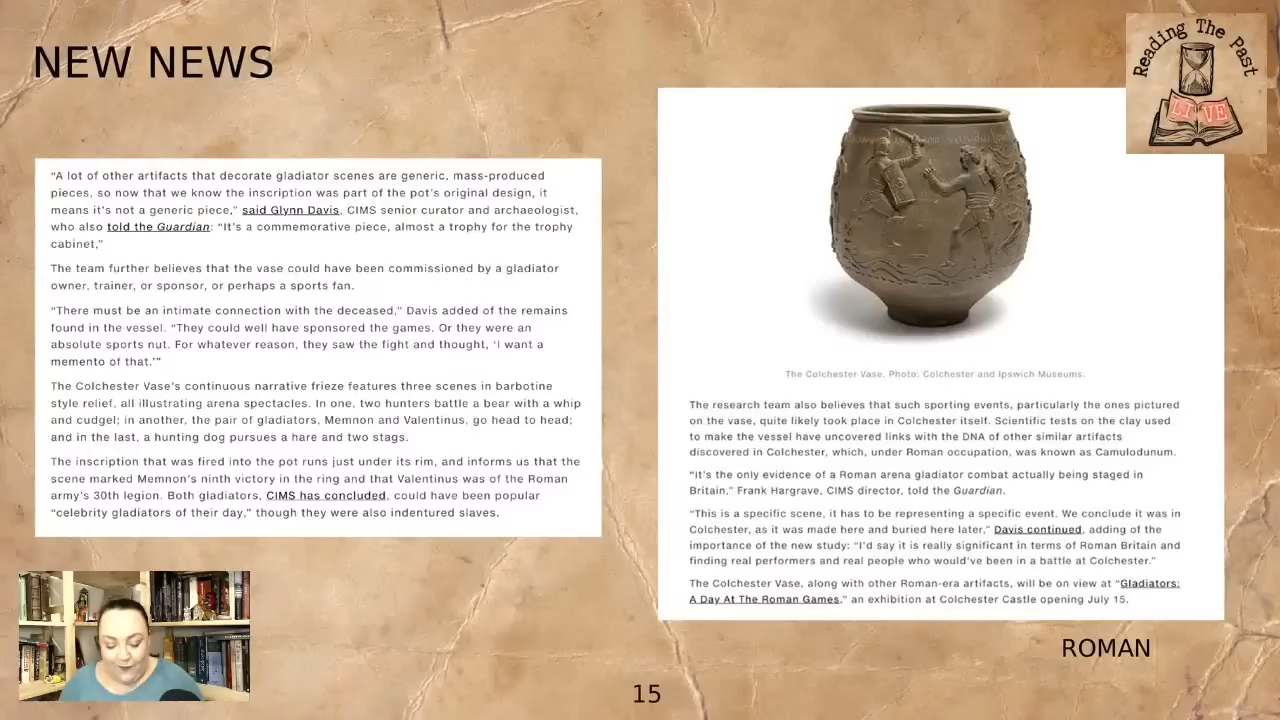 NEW NEWS
Reading The Past
LIVE
“A lot of other artifacts that decorate gladiator scenes are generic, mass-produced
pieces, so now that we know the inscription was part of the pot’s original design, it
means it’s not a generic piece,” said Glynn Davis, CIMS senior curator and archaeologist,
who also told the Guardian: “It’s a commemorative piece, almost a trophy for the trophy
cabinet,”
The team further believes that the vase could have been commissioned by a gladiator
owner, trainer, or sponsor, or perhaps a sports fan.
“There must be an intimate connection with the deceased,” Davis added of the remains
found in the vessel. “They could well have sponsored the games. Or they were an
absolute sports nut. For whatever reason, they saw the fight and thought, ‘I want a
memento of that.’”
The Colchester Vase’s continuous narrative frieze features three scenes in barbotine
style relief, all illustrating arena spectacles. In one, two hunters battle a bear with a whip
and cudgel; in another, the pair of gladiators, Memnon and Valentinus, go head to head;
and in the last, a hunting dog pursues a hare and two stags.
The inscription that was fired into the pot runs just under its rim, and informs us that the
scene marked Memnon’s ninth victory in the ring and that Valentinus was of the Roman
army’s 30th legion. Both gladiators, CIMS has concluded, could have been popular
“celebrity gladiators of their day,” though they were also indentured slaves.
The Colchester Vase. Photo: Colchester and Ipswich Museums.
The research team also believes that such sporting events, particularly the ones pictured
on the vase, quite likely took place in Colchester itself. Scientific tests on the clay used
to make the vessel have uncovered links with the DNA of other similar artifacts
discovered in Colchester, which, under Roman occupation, was known as Camulodunum.
“It’s the only evidence of a Roman arena gladiator combat actually being staged in
Britain,” Frank Hargrave, CIMS director, told the Guardian.
“This is a specific scene, it has to be representing a specific event. We conclude it was in
Colchester, as it was made here and buried here later,” Davis continued, adding of the
importance of the new study: “I’d say it is really significant in terms of Roman Britain and
finding real performers and real people who would’ve been in a battle at Colchester.”
The Colchester Vase, along with other Roman-era artifacts, will be on view at “Gladiators:
A Day At The Roman Games,” an exhibition at Colchester Castle opening July 15.
ROMAN
15